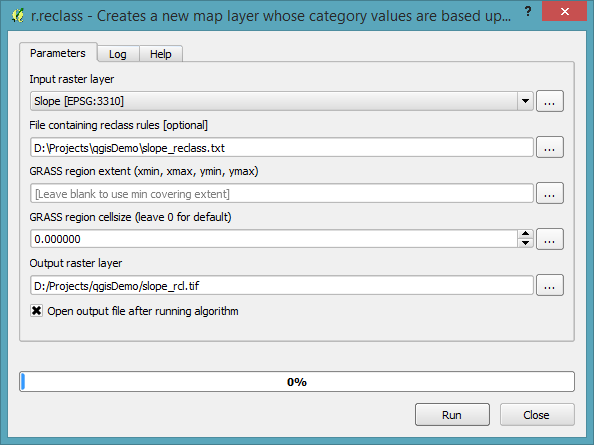 r.reclass - Creates a new map layer whose category values are based up... ?
Parameters Log Help
Input raster layer
Slope [EPSG:3310] ...
File containing reclass rules [optional]
D:\Projects\qgisDemo\slope_reclass.txt ...
GRASS region extent (xmin, xmax, ymin, ymax)
[Leave blank to use min covering extent] ...
GRASS region cellsize (leave 0 for default)
0.000000 ...
Output raster layer
D:/Projects/qgisDemo/slope_rcl.tif ...
Open output file after running algorithm
0%
Run Close